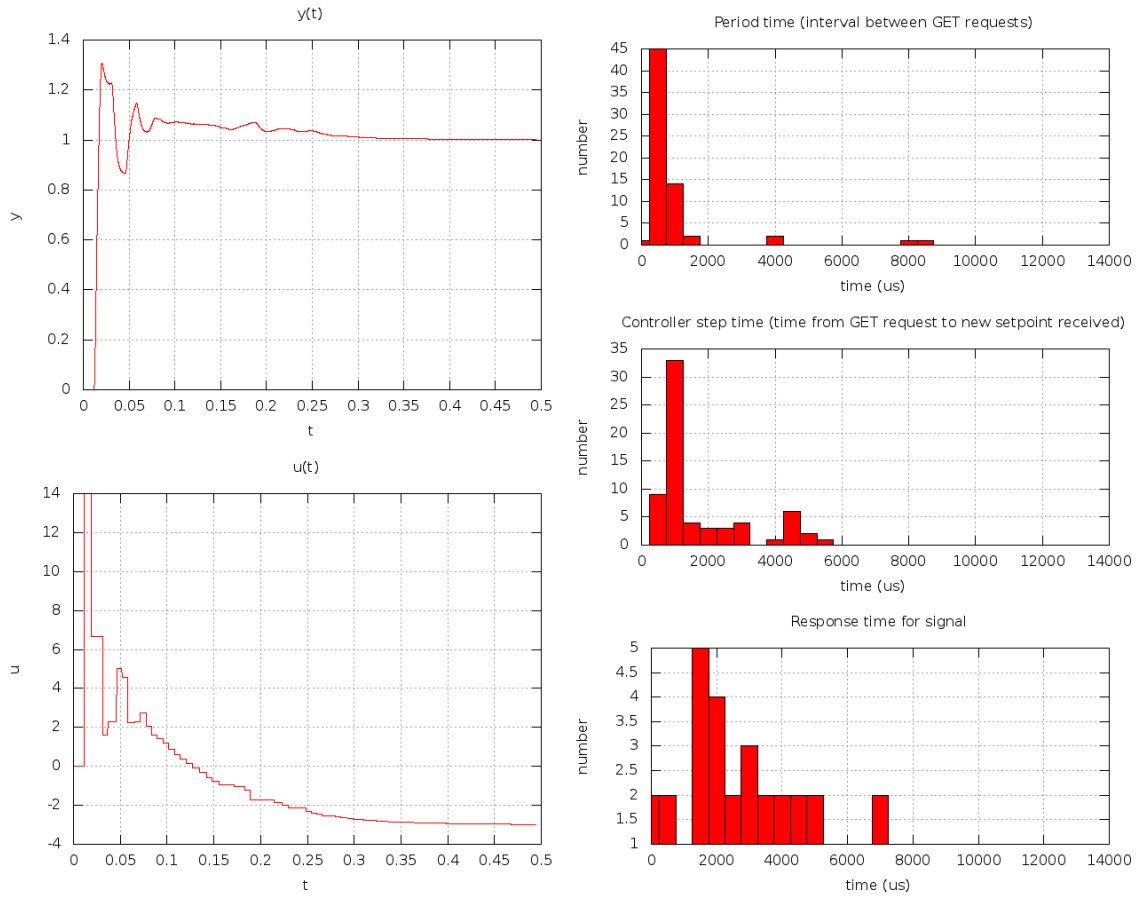 y(t)
1.4
1.2
1
0.8
0.6
0.4
0.2
0
y
0 0.05 0.1 0.15 0.2 0.25 0.3 0.35 0.4 0.45 0.5
t
u(t)
14
12
10
8
6
4
2
0
-2
-4
u
0 0.05 0.1 0.15 0.2 0.25 0.3 0.35 0.4 0.45 0.5
t
Period time (interval between GET requests)
45
40
35
30
25
20
15
10
5
0
number
0 2000 4000 6000 8000 10000 12000 14000
time (us)
Controller step time (time from GET request to new setpoint received)
35
30
25
20
15
10
5
0
number
0 2000 4000 6000 8000 10000 12000 14000
time (us)
Response time for signal
5
4.5
4
3.5
3
2.5
2
1.5
1
number
0 2000 4000 6000 8000 10000 12000 14000
time (us)